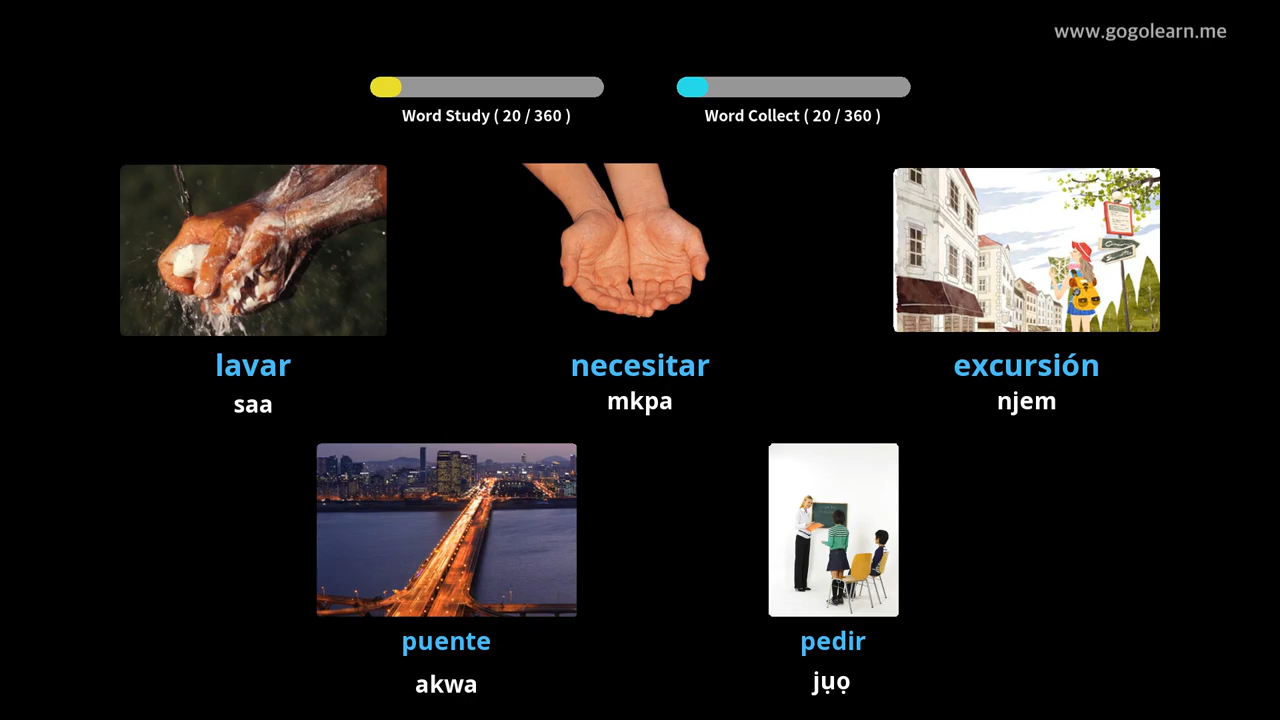 www.gogolearn.me
Word Study ( 20 / 360 )
Word Collect ( 20 / 360 )
lavar
saa
necesitar
mkpa
excursión
njem
puente
akwa
pedir
jụọ